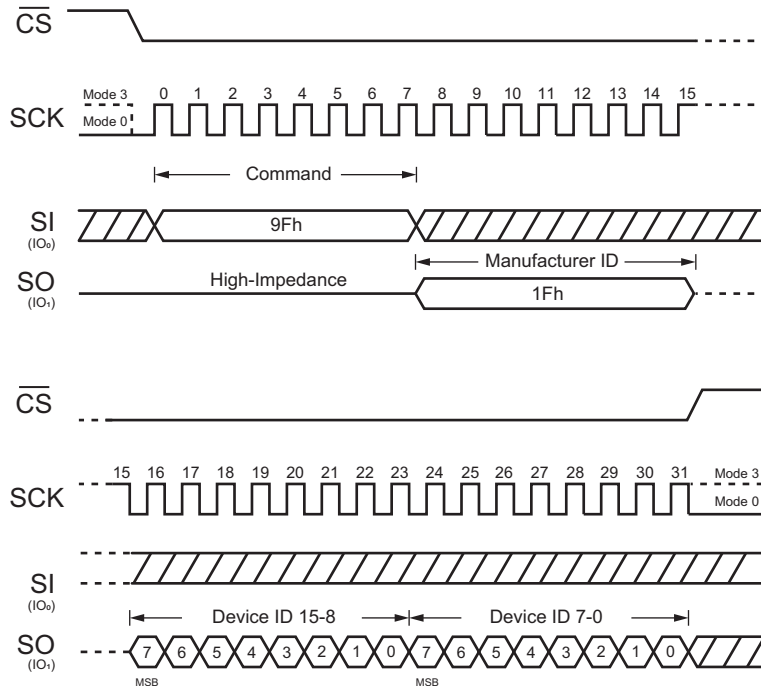 CS
Mode 3 0 1 2 3 4 5 6 7 8 9 10 11 12 13 14 15
SCK Mode 0
Command
SI 9Fh
(IO₀)
Manufacturer ID
SO High-Impedance 1Fh
(IO₁)
CS
15 16 17 18 19 20 21 22 23 24 25 26 27 28 29 30 31 Mode 3
SCK Mode 0
SI
(IO₀)
Device ID 15-8 Device ID 7-0
SO 7 6 5 4 3 2 1 0 7 6 5 4 3 2 1 0
(IO₁)
MSB MSB